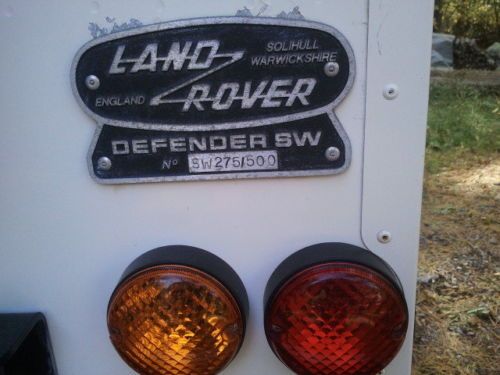 LAND ROVER
SOLIHULL
WARWICKSHIRE
ENGLAND
DEFENDER SW
No SW275/500